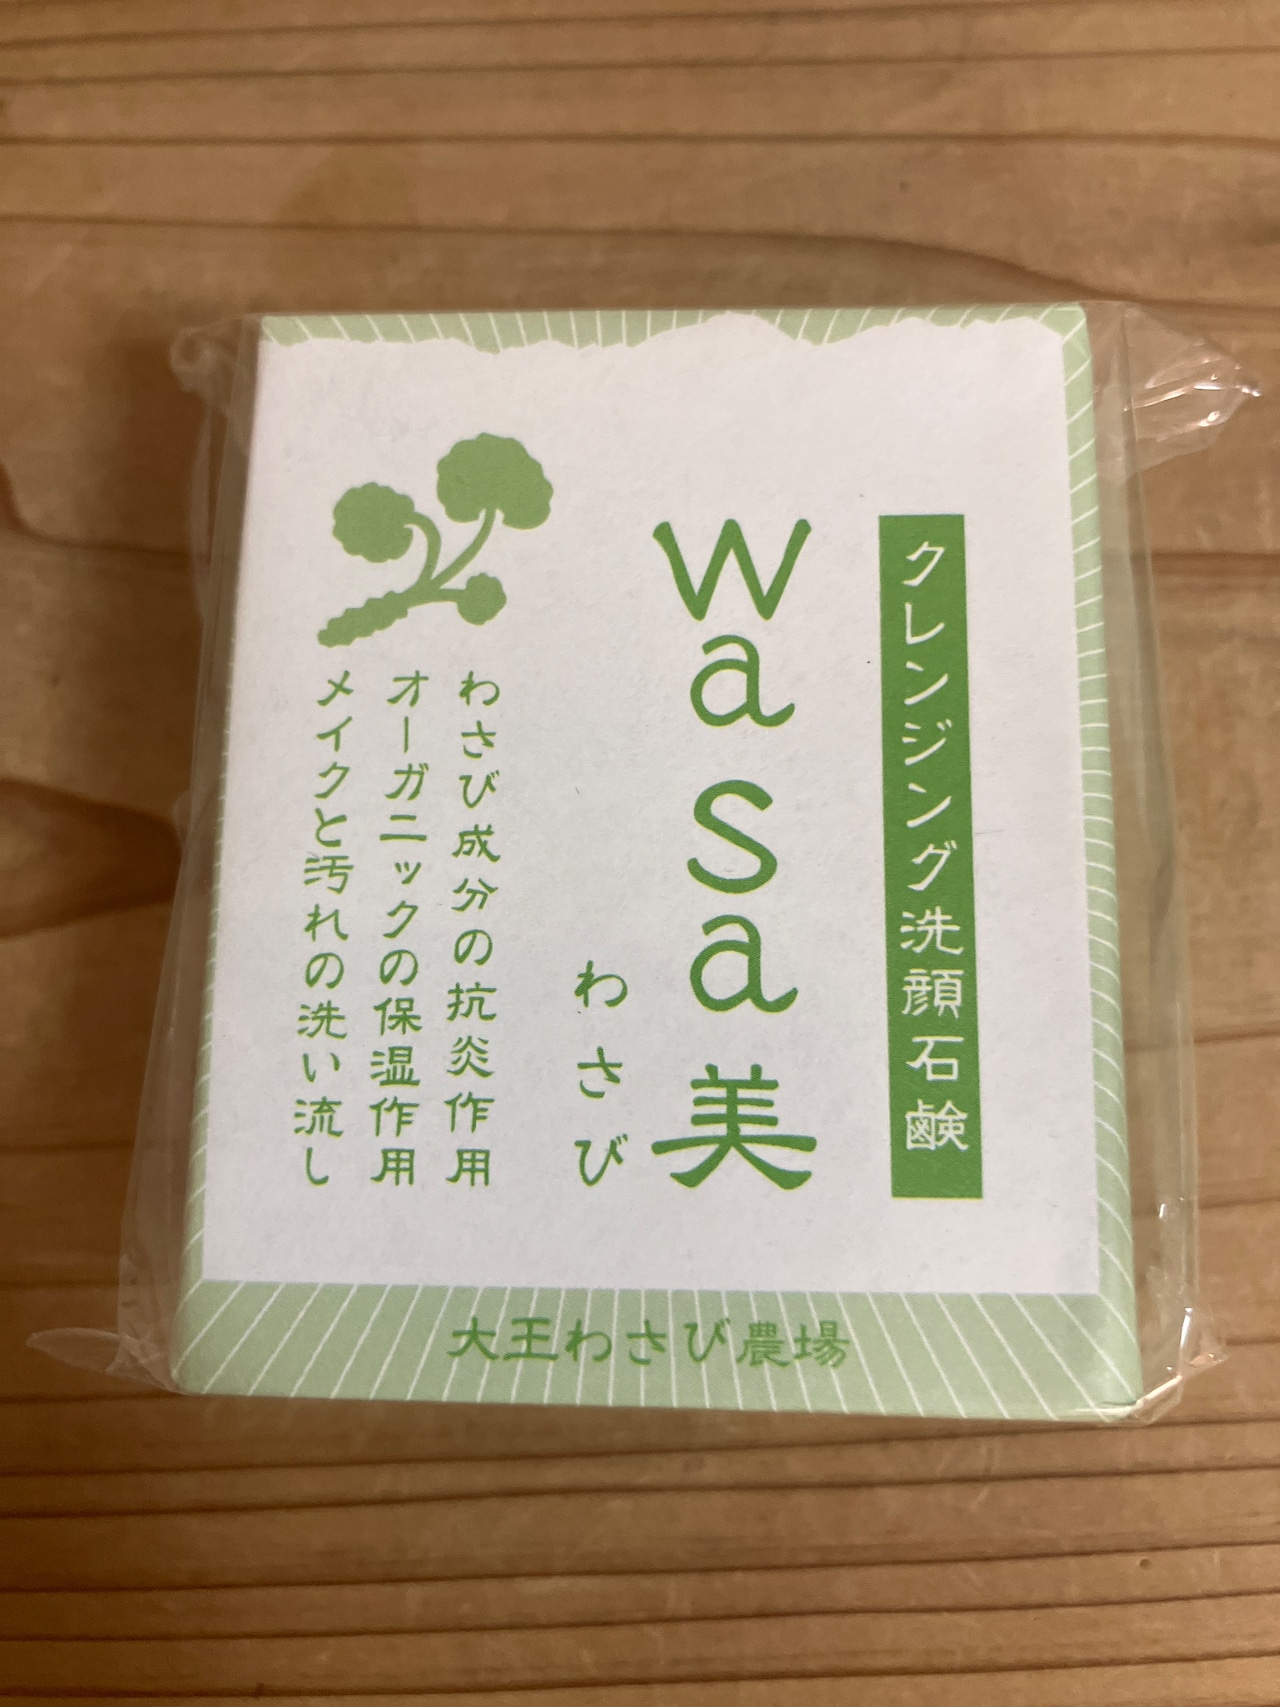 クレンジング洗顔石鹸
wasa美
わさび
わさび成分の抗炎作用
オーガニックの保温作用
メイクと汚れの洗い流し
大王わさび農場